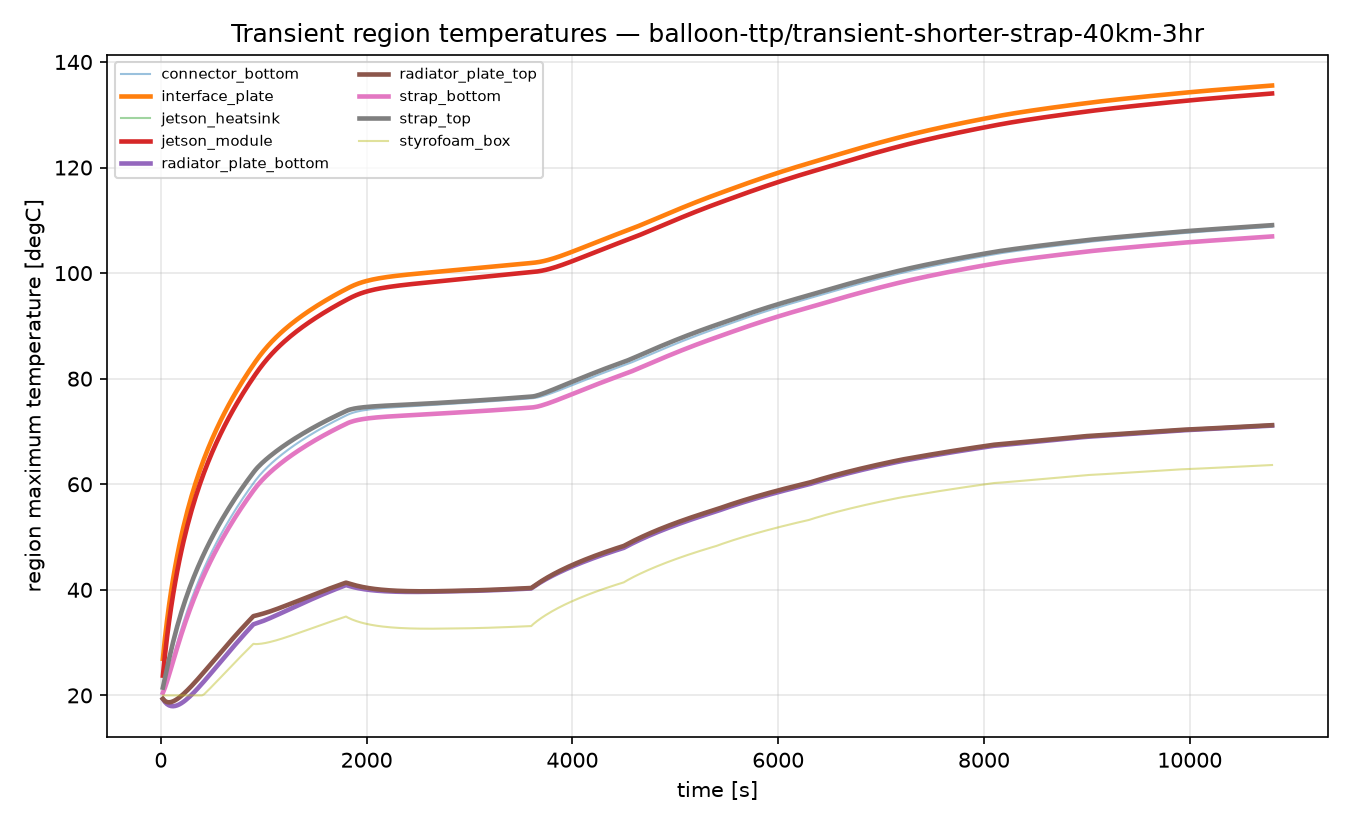 Transient region temperatures — balloon-ttp/transient-shorter-strap-40km-3hr
connector_bottom
interface_plate
jetson_heatsink
jetson_module
radiator_plate_bottom
radiator_plate_top
strap_bottom
strap_top
styrofoam_box
region maximum temperature [degC]
140
120
100
80
60
40
20
0 2000 4000 6000 8000 10000
time [s]